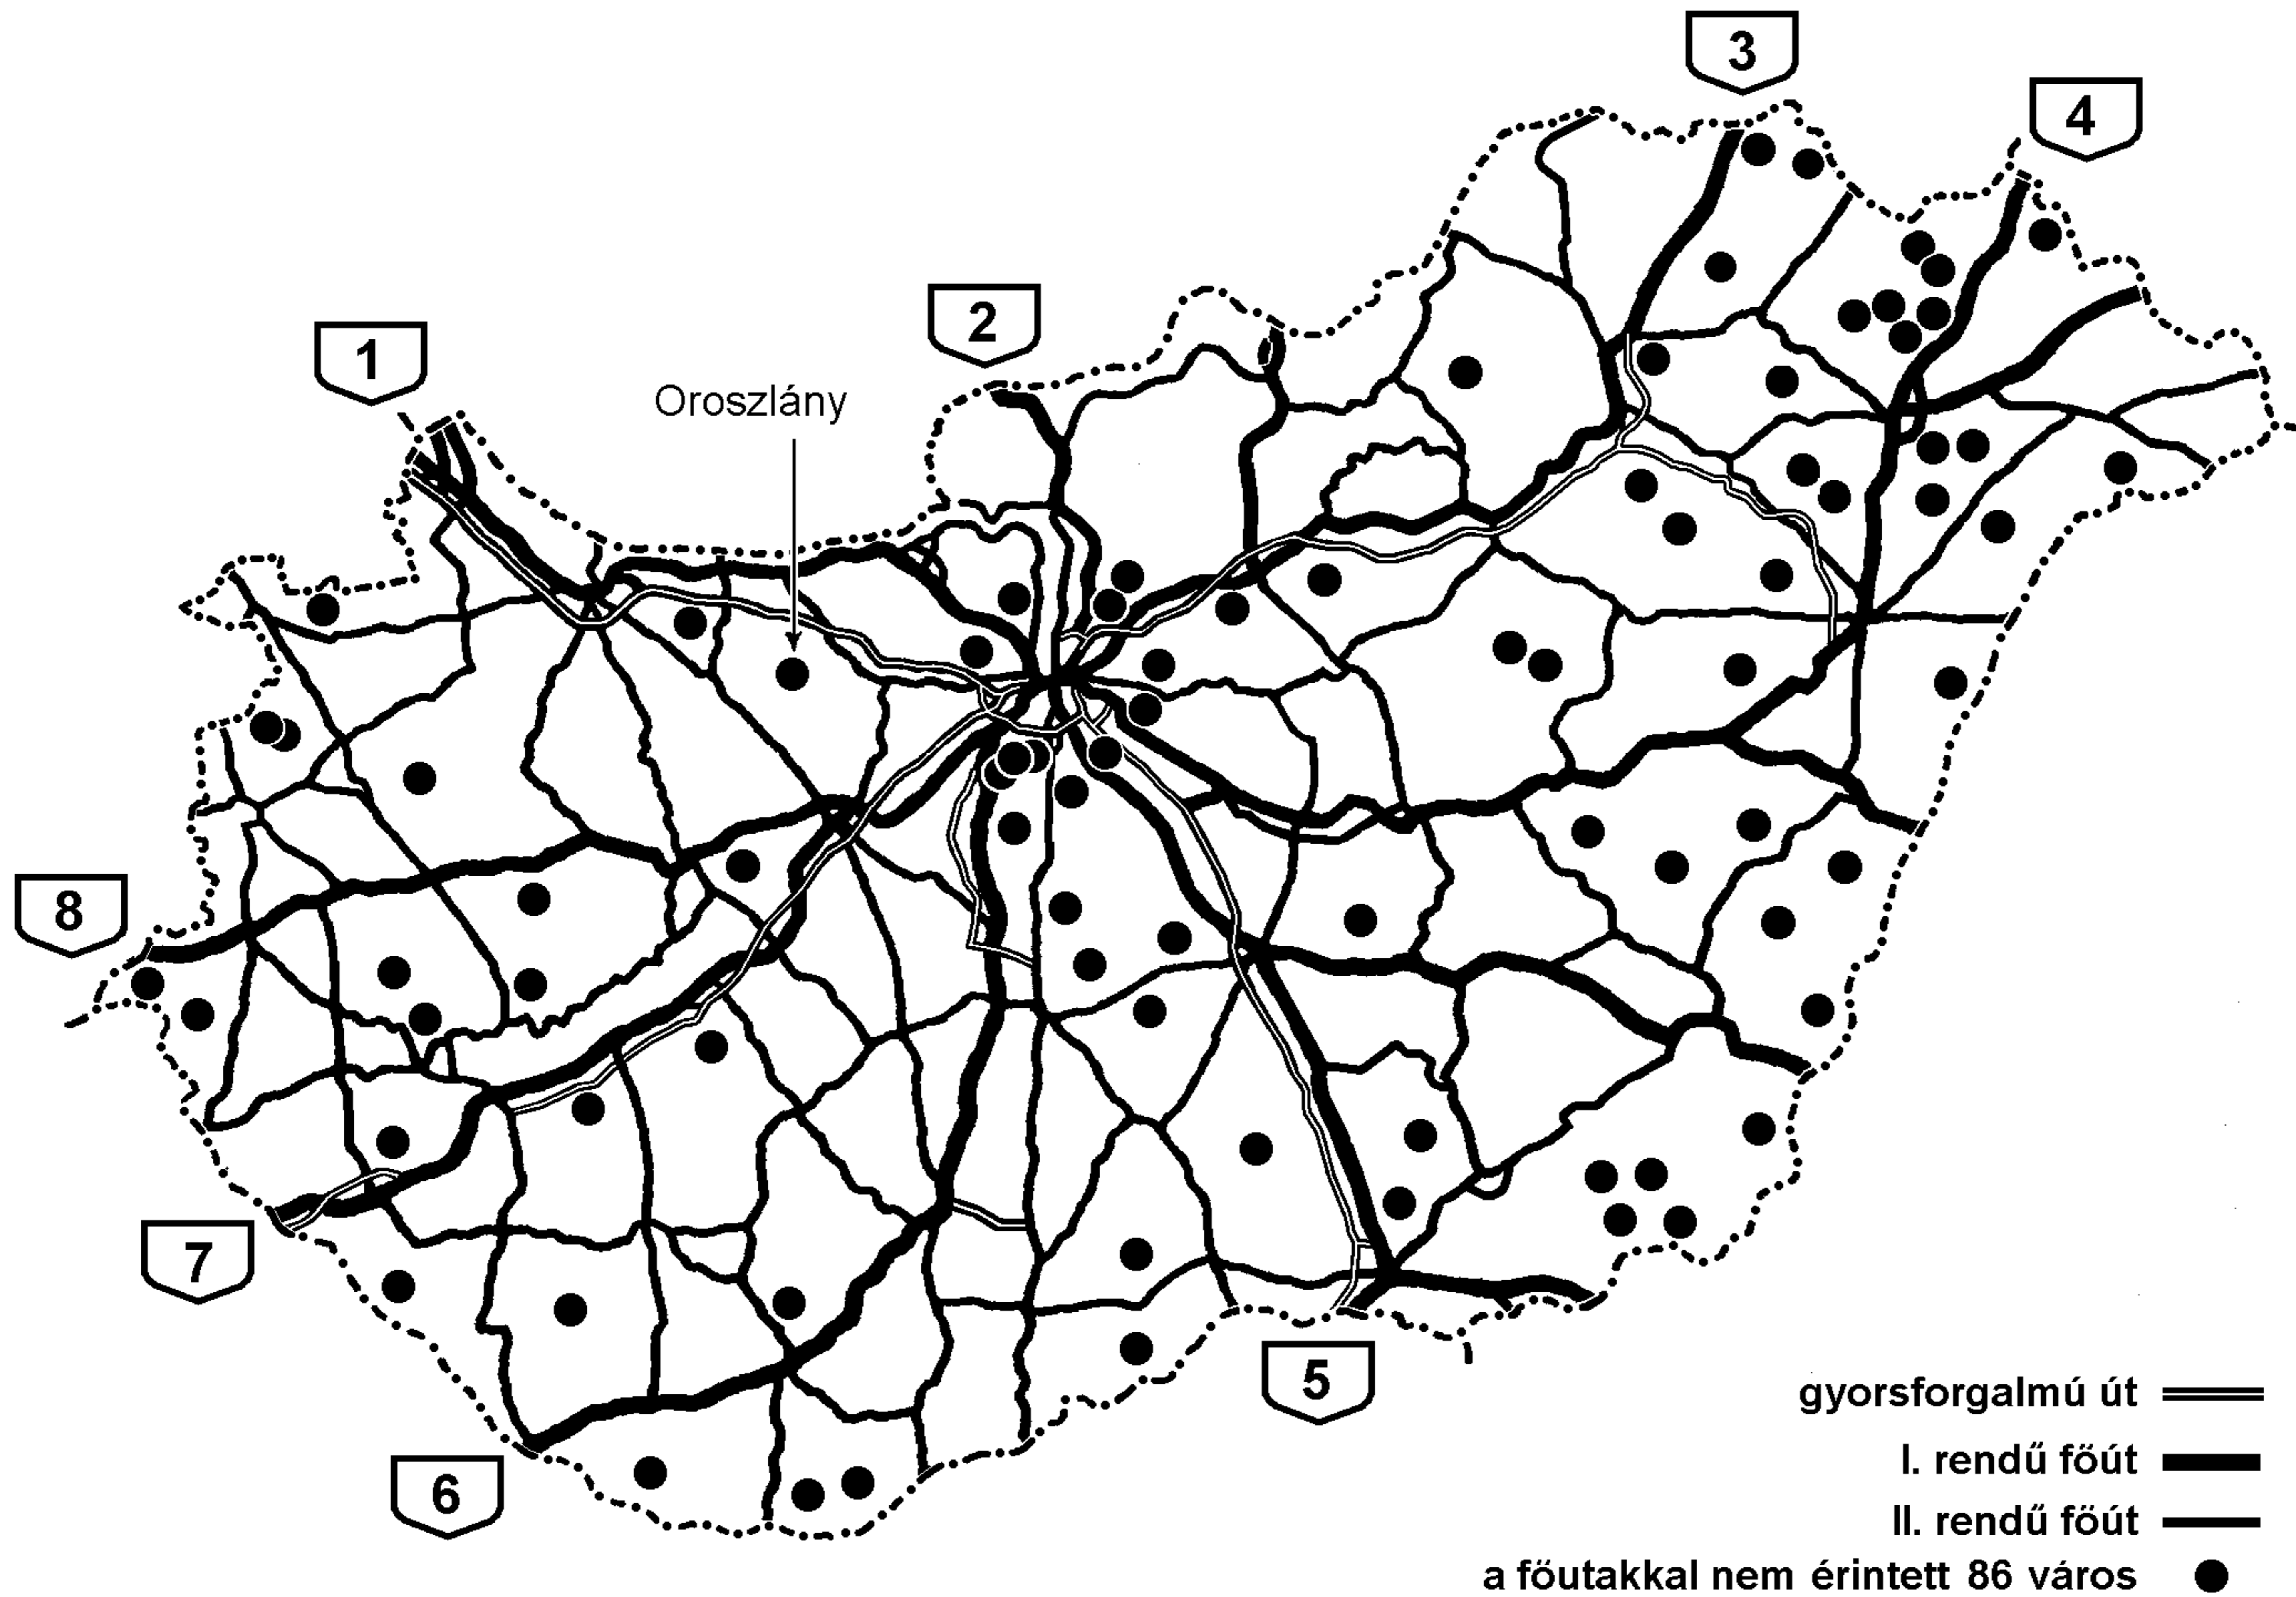 3
4
2
1
Oroszlány
8
7
5
6
gyorsforgalmú út
I. rendű főút
II. rendű főút
a főutakkal nem érintett 86 város